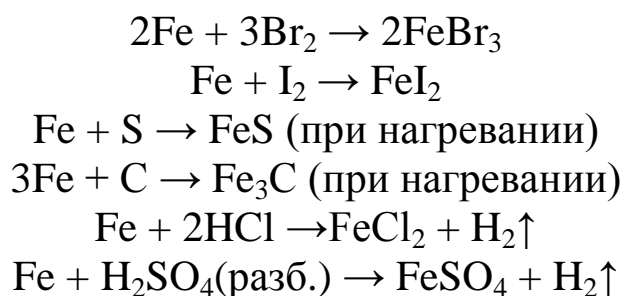 2Fe + 3Br₂ → 2FeBr₃
Fe + I₂ → FeI₂
Fe + S → FeS (при нагревании)
3Fe + C → Fe₃C (при нагревании)
Fe + 2HCl →FeCl₂ + H₂↑
Fe + H₂SO₄(разб.) → FeSO₄ + H₂↑